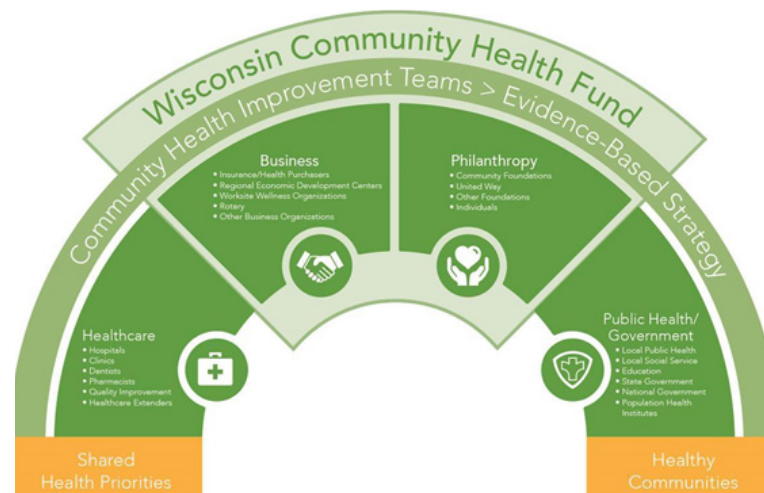 Wisconsin Community Health Fund
Community Health Improvement Teams > Evidence-Based Strategy
Business
• Insurance/Health Purchasers
• Regional Economic Development Centers
• Worksite Wellness Organizations
• Rotary
• Other Business Organizations
Philanthropy
• Community Foundations
• United Way
• Other Foundations
• Individuals
Healthcare
• Hospitals
• Clinics
• Dentists
• Pharmacists
• Quality Improvement
• Healthcare Extenders
Public Health/
Government
• Local Public Health
• Local Social Service
• Education
• State Government
• National Government
• Population Health
Institutes
Shared
Health Priorities
Healthy
Communities